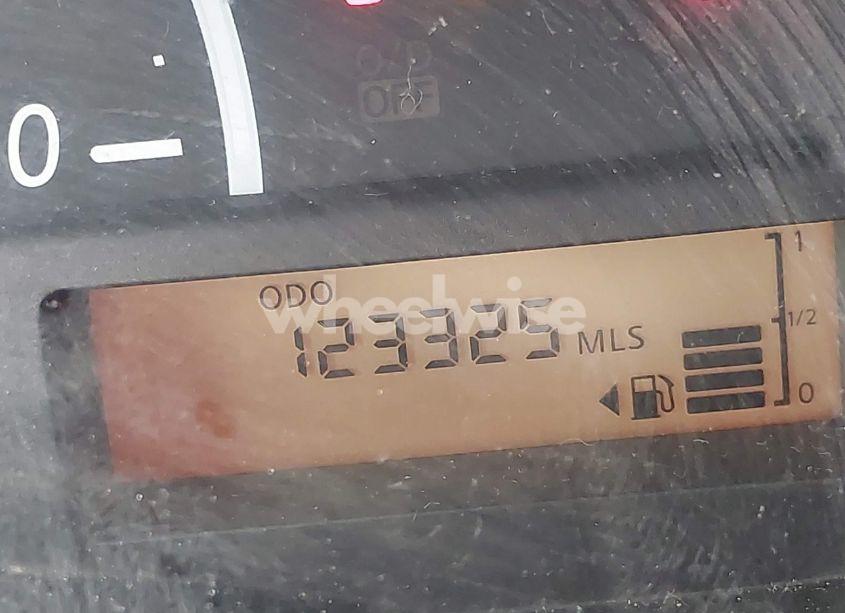 O/D
OFF
0
1
ODO
wheelwise
123325 MLS
1/2
0